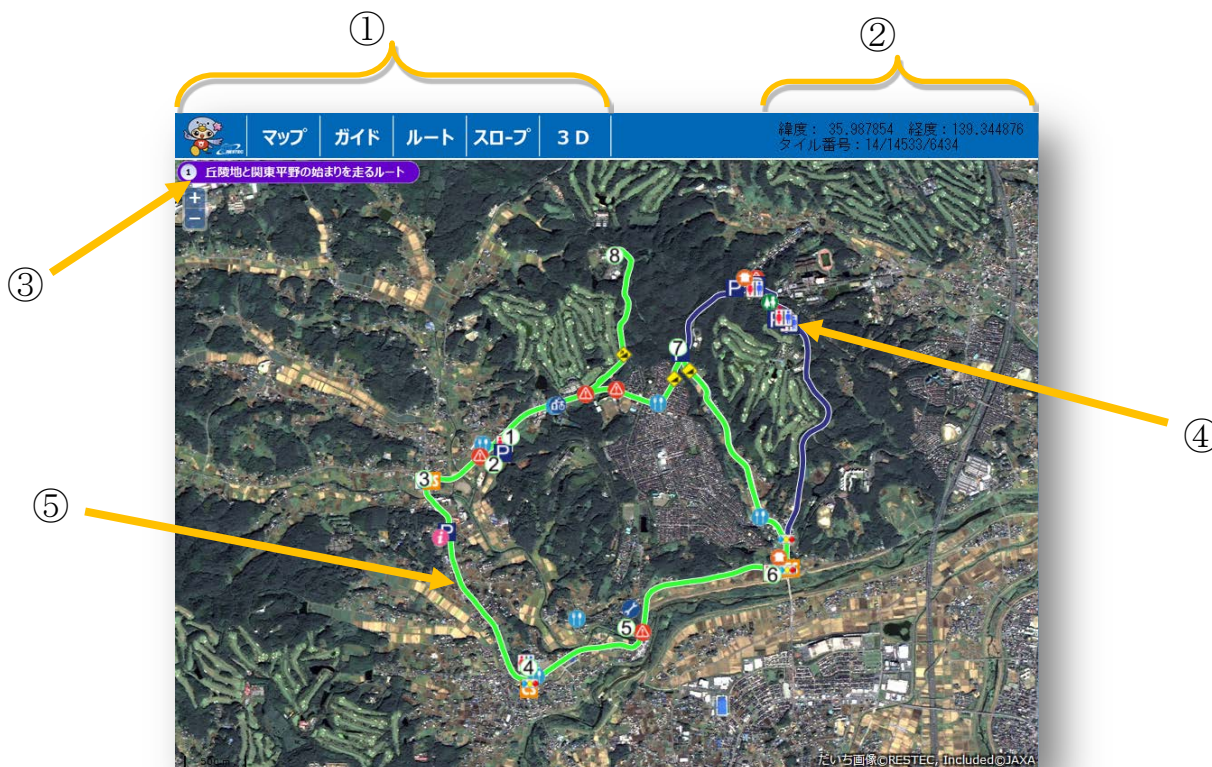 ①
②
RESTEC
マップ
ガイド
ルート
スロープ
３Ｄ
緯度： 35.987854 経度：139.344876
タイル番号：14/14533/6434
1 丘陵地と関東平野の始まりを走るルート
+
−
③
8
P
7
④
1
P
2
3
⑤
P
i
6
5
4
だいち画像©RESTEC, Included©JAXA